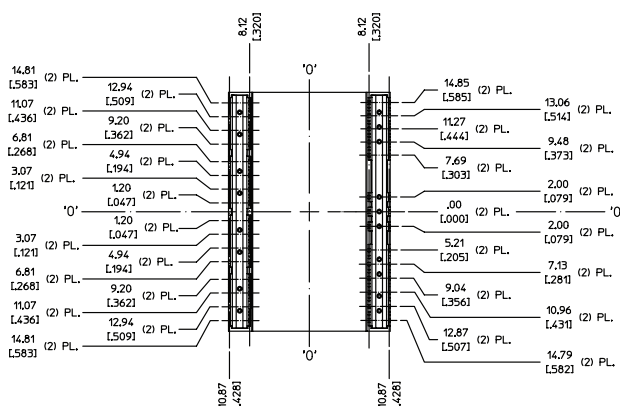 8.12
[.320]
8.12
[.320]
'0'
14.81
[.583] (2) PL.
12.94
[.509] (2) PL.
11.07
[.436] (2) PL.
9.20
[.362] (2) PL.
6.81
[.268] (2) PL.
4.94
[.194] (2) PL.
3.07
[.121] (2) PL.
1.20
[.047] (2) PL.
'0'
1.20
[.047] (2) PL.
3.07
[.121] (2) PL.
4.94
[.194] (2) PL.
6.81
[.268] (2) PL.
9.20
[.362] (2) PL.
11.07
[.436] (2) PL.
12.94
[.509] (2) PL.
14.81
[.583] (2) PL.
14.85
[.585] (2) PL.
13.06
[.514] (2) PL.
11.27
[.444] (2) PL.
9.48
[.373] (2) PL.
7.69
[.303] (2) PL.
2.00
[.079] (2) PL.
.00
[.000] (2) PL.
'0
2.00
[.079] (2) PL.
5.21
[.205] (2) PL.
7.13
[.281] (2) PL.
9.04
[.356] (2) PL.
10.96
[.431] (2) PL.
12.87
[.507] (2) PL.
14.79
[.582] (2) PL.
'0'
10.87
[.428]
10.87
[.428]